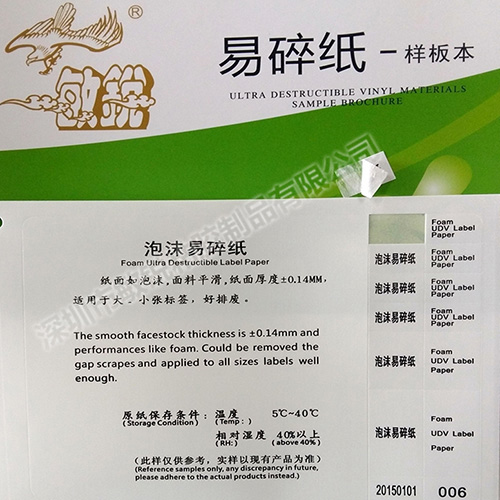 ®
易碎纸-样板本
ULTRA DESTRUCTIBLE VINYL MATERIALS
SAMPLE BROCHURE
泡沫易碎纸
Foam Ultra Destructible Label Paper
纸面如泡沫,面料平滑,纸面厚度±0.14MM,
适用于大、小张标签,好排废。
The smooth facestock thickness is ±0.14mm and
performances like foam. Could be removed the
gap scrapes and applied to all sizes labels well
enough.
原纸保存条件:温度 5℃~40℃
(Storage Condition) (Temp:)
相对湿度 40%以上
(RH:) (above 40%)
(此样仅供参考,实样以现有产品为准)
(Reference samples only, any discrepancy in future,
please adhere to the actual products instead.)
Foam
UDV Label
Paper
泡沫易碎纸
Foam
UDV Label
Paper
泡沫易碎纸
Foam
UDV Label
Paper
泡沫易碎纸
Foam
UDV Label
Paper
泡沫易碎纸
Foam
UDV Label
Paper
泡沫易碎纸
Foam
UDV Label
Paper
20150101
006